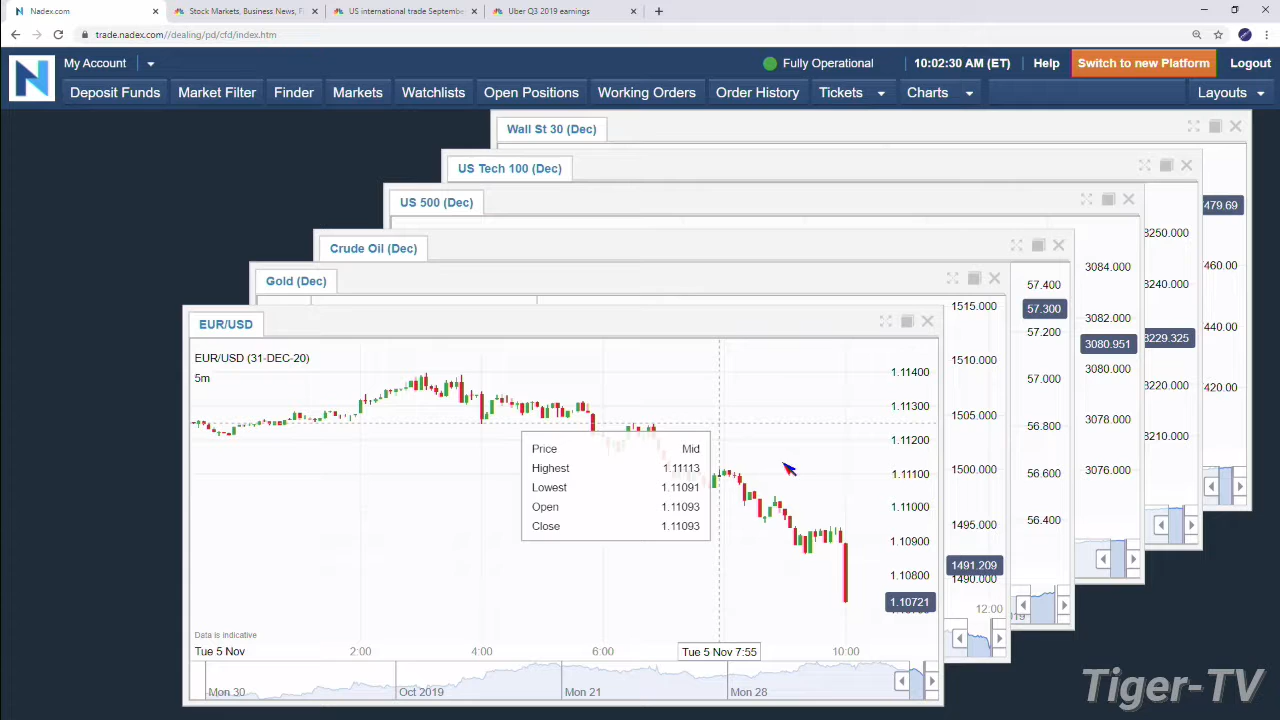 Nadex.com
Stock Markets, Business News, F
US international trade Septembe
Uber Q3 2019 earnings
trade.nadex.com//dealing/pd/cfd/index.htm
N
My Account
Fully Operational
10:02:30 AM (ET)
Help
Switch to new Platform
Logout
Deposit Funds
Market Filter
Finder
Markets
Watchlists
Open Positions
Working Orders
Order History
Tickets
Charts
Layouts
Wall St 30 (Dec)
479.69
460.00
440.00
420.00
US Tech 100 (Dec)
8250.000
8240.000
8229.325
8220.000
8210.000
US 500 (Dec)
3084.000
3082.000
3080.951
3080.000
3078.000
3076.000
Crude Oil (Dec)
57.400
57.300
57.200
57.000
56.800
56.600
56.400
Gold (Dec)
1515.000
1510.000
1505.000
1500.000
1495.000
1491.209
1490.000
12:00
EUR/USD
EUR/USD (31-DEC-20)
5m
1.11400
1.11300
1.11200
1.11100
1.11000
1.10900
1.10800
1.10721
Price Mid
Highest 1.11113
Lowest 1.11091
Open 1.11093
Close 1.11093
Data is indicative
Tue 5 Nov
2:00
4:00
6:00
Tue 5 Nov 7:55
10:00
Mon 30
Oct 2019
Mon 21
Mon 28
Tiger-TV